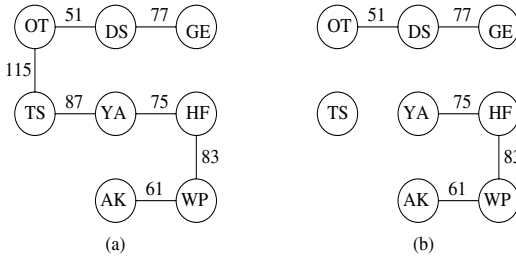 OT 51 DS 77 GE
115
TS 87 YA 75 HF
83
AK 61 WP
(a)
OT 51 DS 77 GE
TS YA 75 HF
83
AK 61 WP
(b)